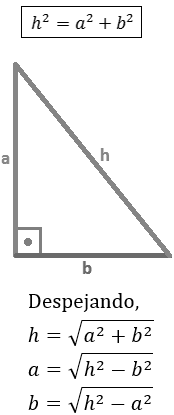 h² = a² + b²
a
h
b
Despejando,
h = √(a² + b²)
a = √(h² − b²)
b = √(h² − a²)